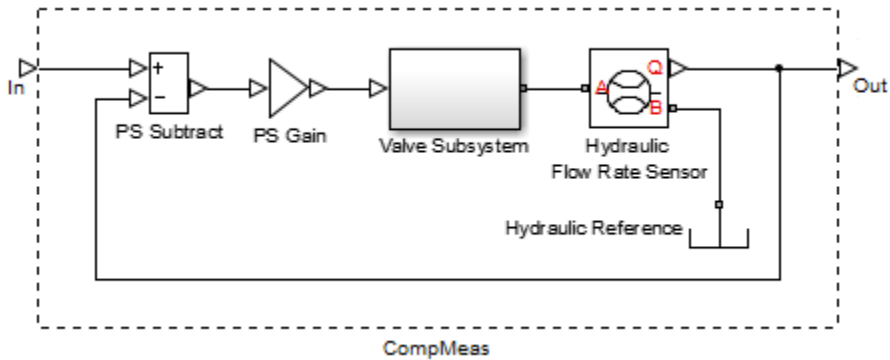 In
+
−
PS Subtract
PS Gain
Valve Subsystem
A
Q
B
Hydraulic
Flow Rate Sensor
Out
Hydraulic Reference
CompMeas